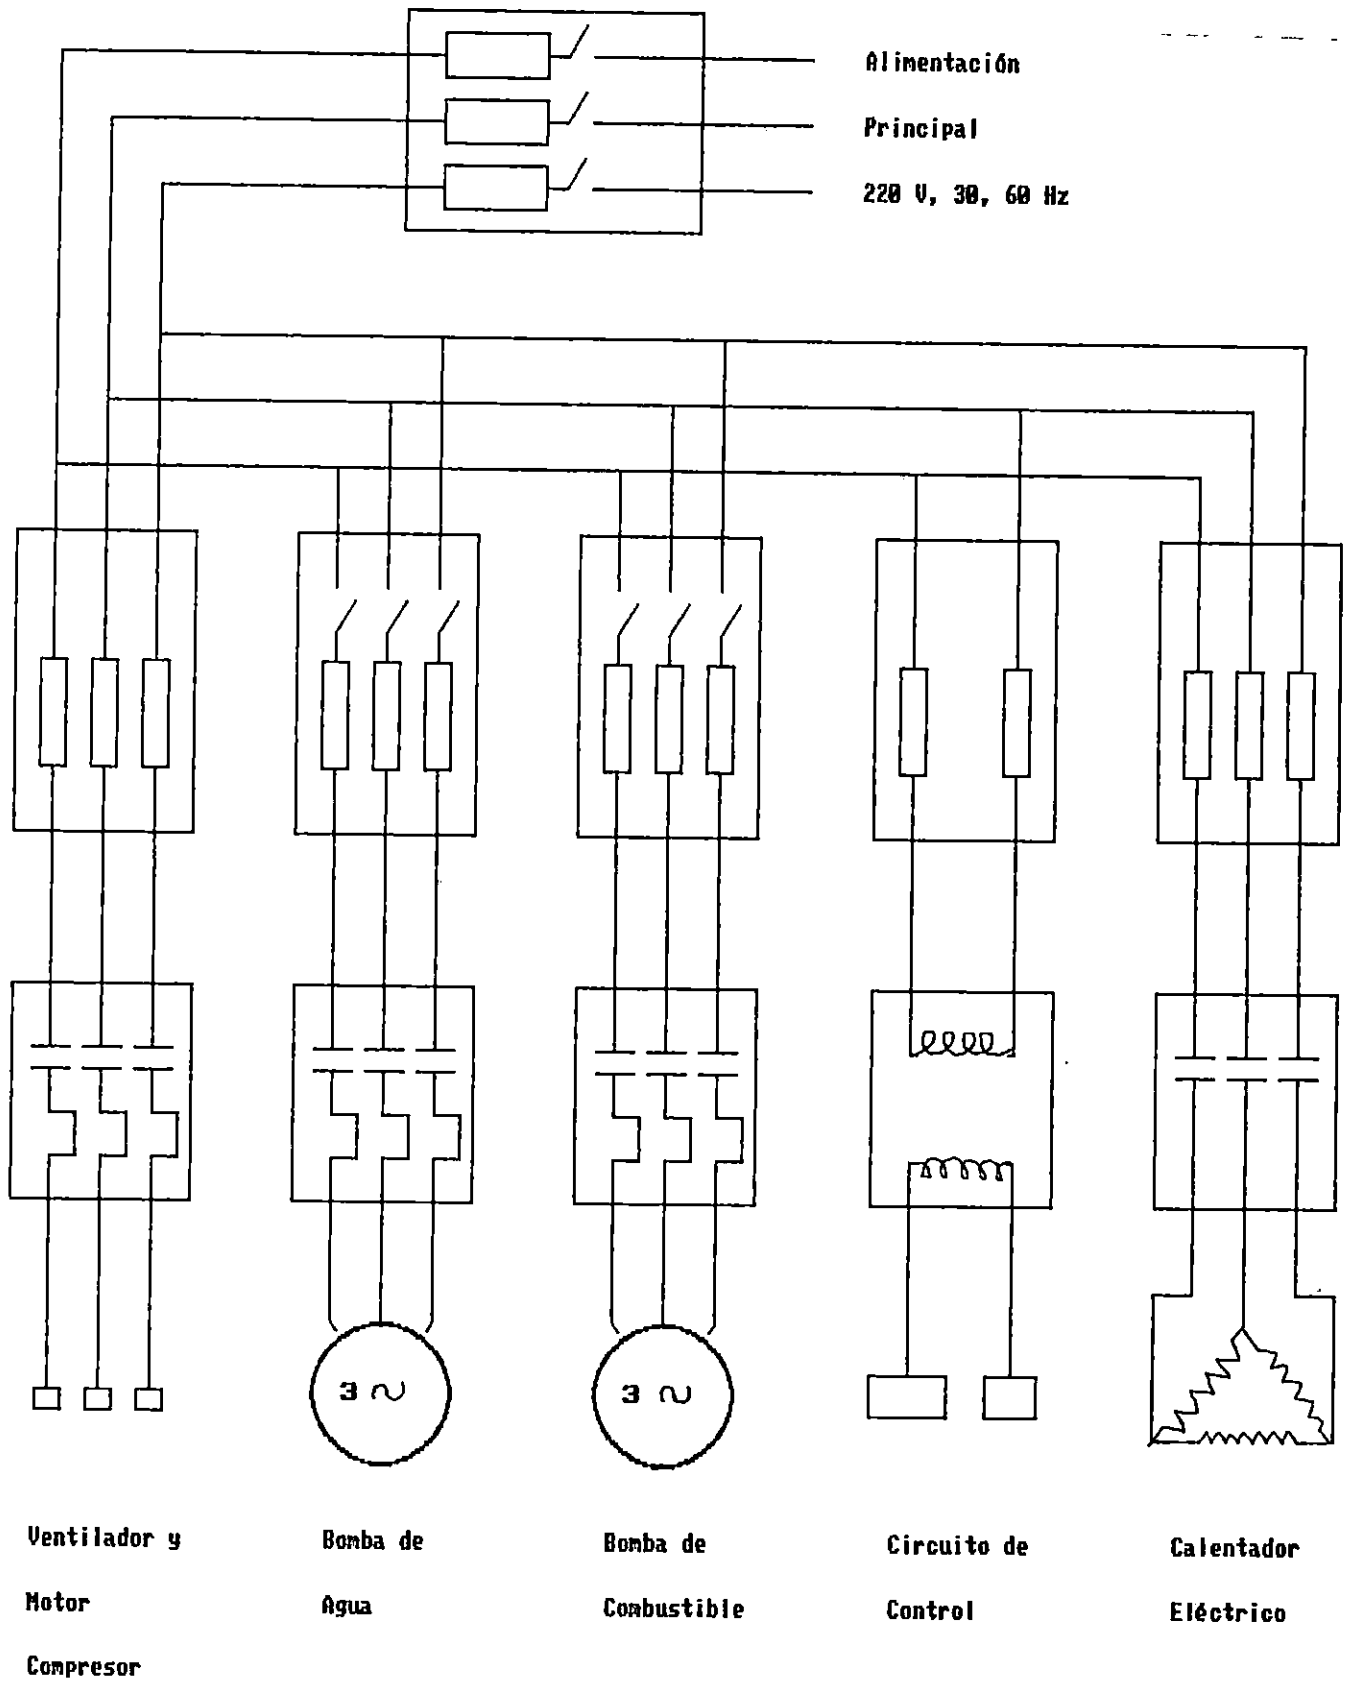 Alimentación
Principal
220 V, 30, 60 Hz
3 ∿
3 ∿
Ventilador y
Motor
Compresor
Bomba de
Agua
Bomba de
Combustible
Circuito de
Control
Calentador
Eléctrico